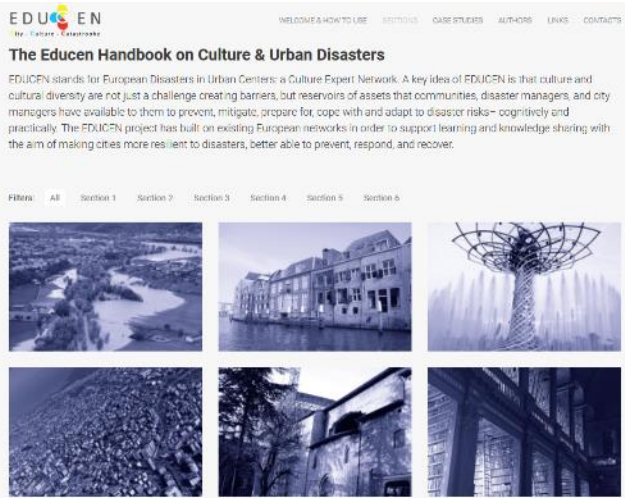 EDUCEN
City - Culture - Catastrophe
WELCOME & HOW TO USE SECTIONS CASE STUDIES AUTHORS LINKS CONTACTS
The Educen Handbook on Culture & Urban Disasters
EDUCEN stands for European Disasters in Urban Centers: a Culture Expert Network. A key idea of EDUCEN is that culture and
cultural diversity are not just a challenge creating barriers, but reservoirs of assets that communities, disaster managers, and city
managers have available to them to prevent, mitigate, prepare for, cope with and adapt to disaster risks– cognitively and
practically. The EDUCEN project has built on existing European networks in order to support learning and knowledge sharing with
the aim of making cities more resilient to disasters, better able to prevent, respond, and recover.
Filters: All Section 1 Section 2 Section 3 Section 4 Section 5 Section 6